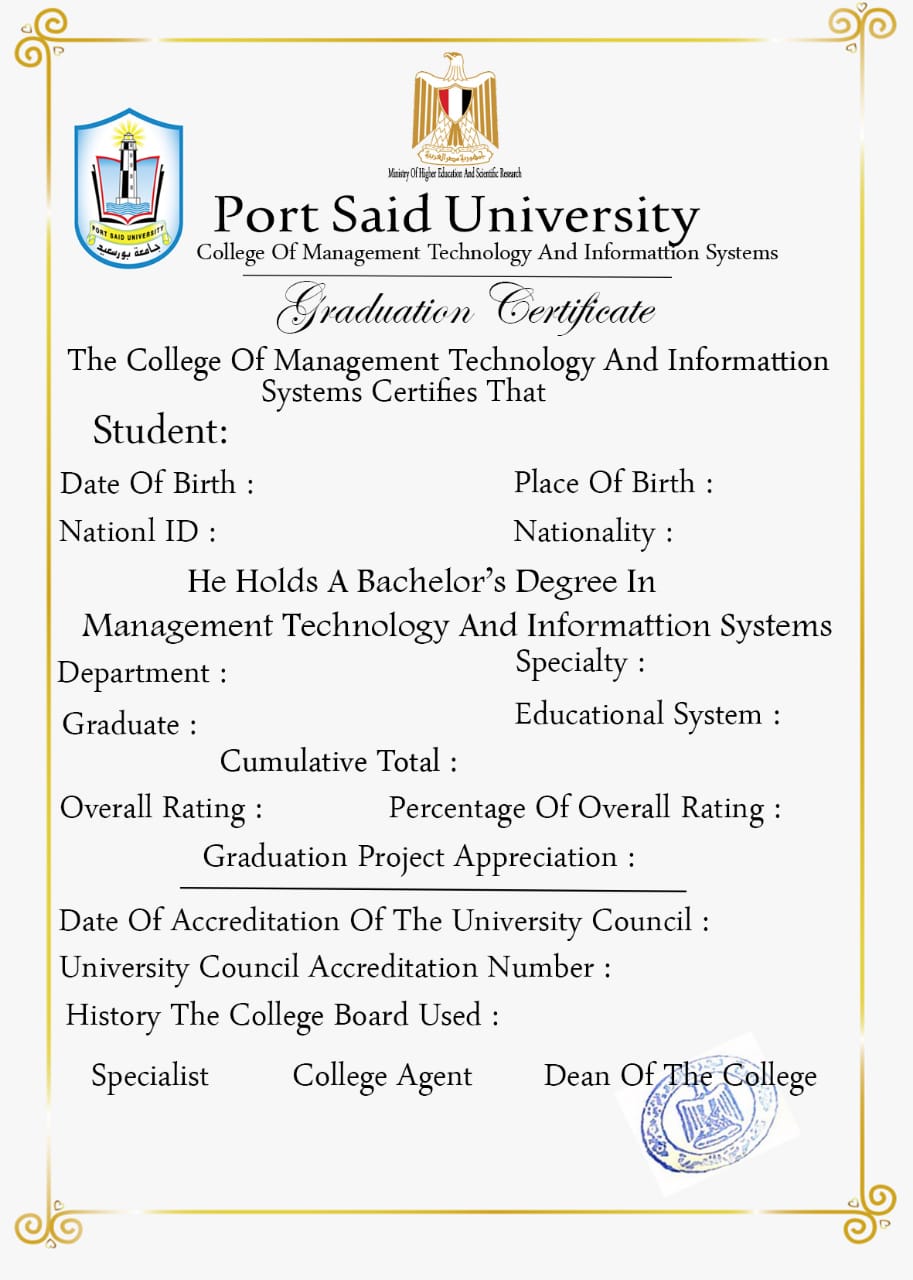 جمهورية مصر العربية
Ministry Of Higher Education And Scientific Research
PORT SAID UNIVERSITY
جامعة بورسعيد
Port Said University
College Of Management Technology And Informattion Systems
Graduation Certificate
The College Of Management Technology And Informattion
Systems Certifies That
Student:
Date Of Birth : Place Of Birth :
Nationl ID : Nationality :
He Holds A Bachelor’s Degree In
Management Technology And Informattion Systems
Department : Specialty :
Graduate : Educational System :
Cumulative Total :
Overall Rating : Percentage Of Overall Rating :
Graduation Project Appreciation :
Date Of Accreditation Of The University Council :
University Council Accreditation Number :
History The College Board Used :
Specialist College Agent Dean Of The College